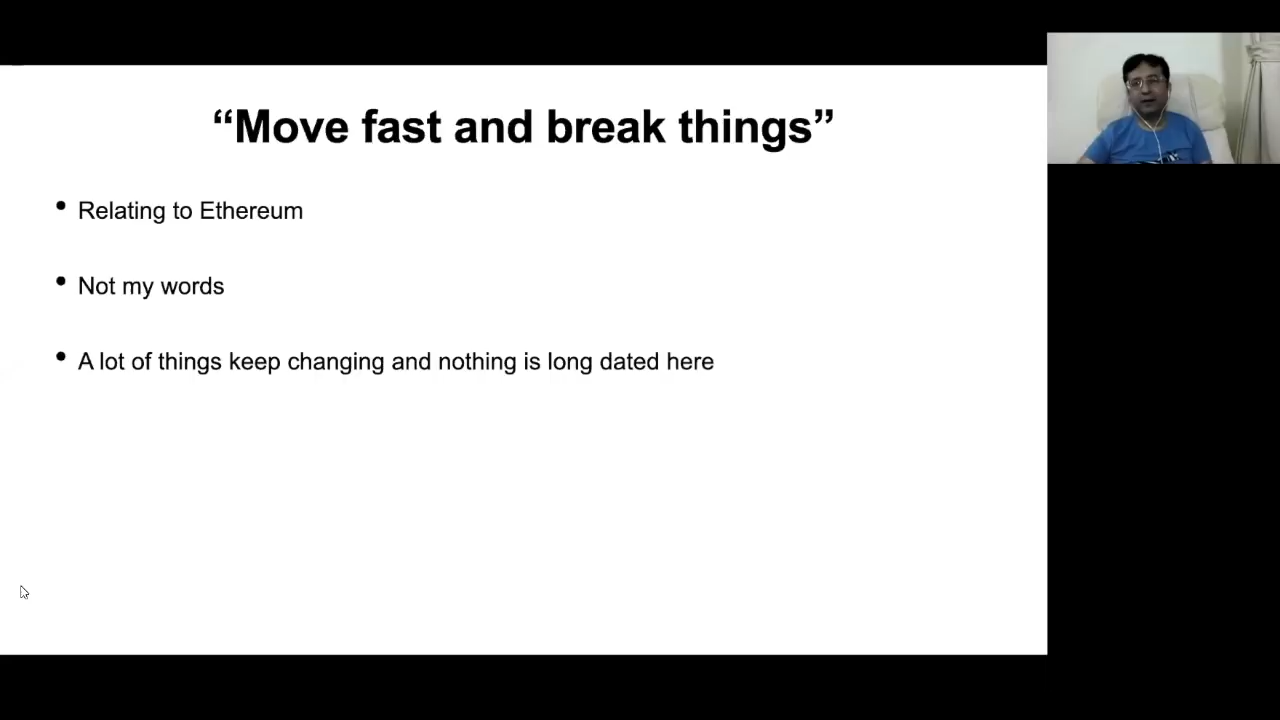 “Move fast and break things”
• Relating to Ethereum
• Not my words
• A lot of things keep changing and nothing is long dated here